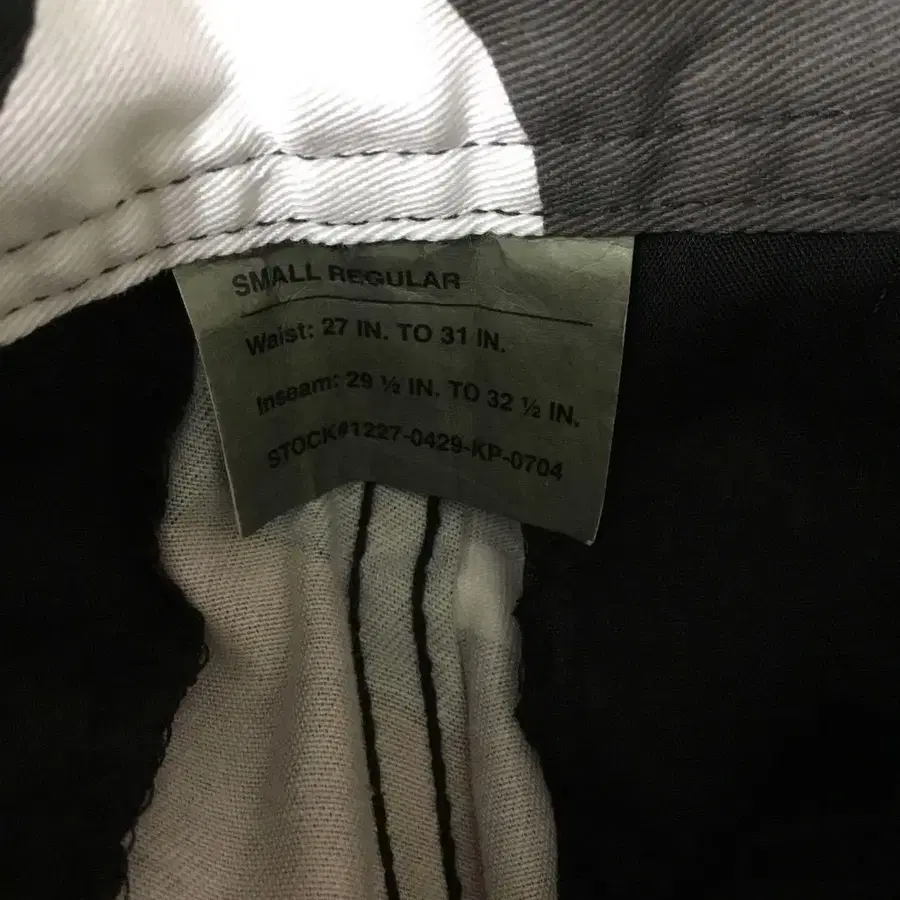 SMALL REGULAR
Waist: 27 IN. TO 31 IN.
Inseam: 29 ½ IN. TO 32 ½ IN.
STOCK#1227-0429-KP-0704